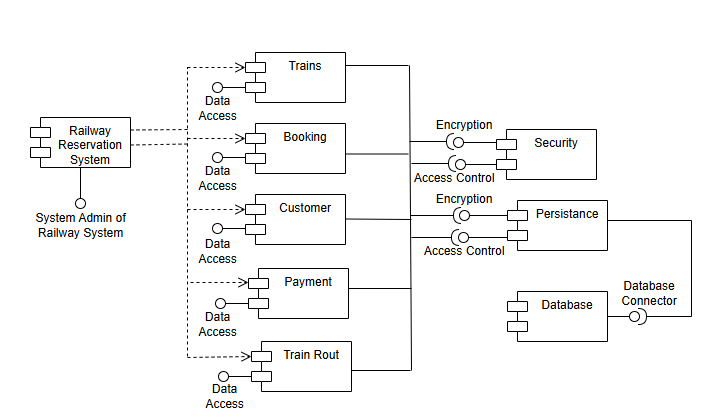 Trains
Data
Access
Railway
Reservation
System
System Admin of
Railway System
Booking
Data
Access
Customer
Data
Access
Payment
Data
Access
Train Rout
Data
Access
Encryption
Security
Access Control
Encryption
Persistance
Access Control
Database
Connector
Database